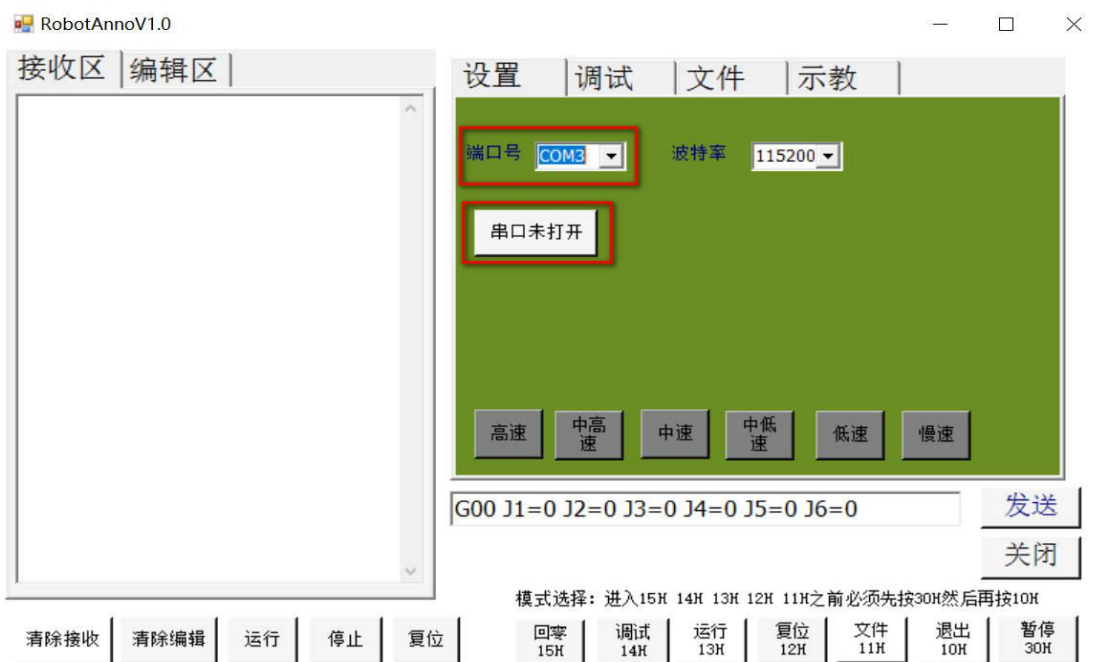 RobotAnnoV1.0
接收区 编辑区
设置 调试 文件 示教
端口号 COM3 波特率 115200
串口未打开
高速 中高速 中速 中低速 低速 慢速
G00 J1=0 J2=0 J3=0 J4=0 J5=0 J6=0 发送
关闭
模式选择：进入15H 14H 13H 12H 11H之前必须先按30H然后再按10H
清除接收 清除编辑 运行 停止 复位 回零 调试 运行 复位 文件 退出 暂停
15H 14H 13H 12H 11H 10H 30H